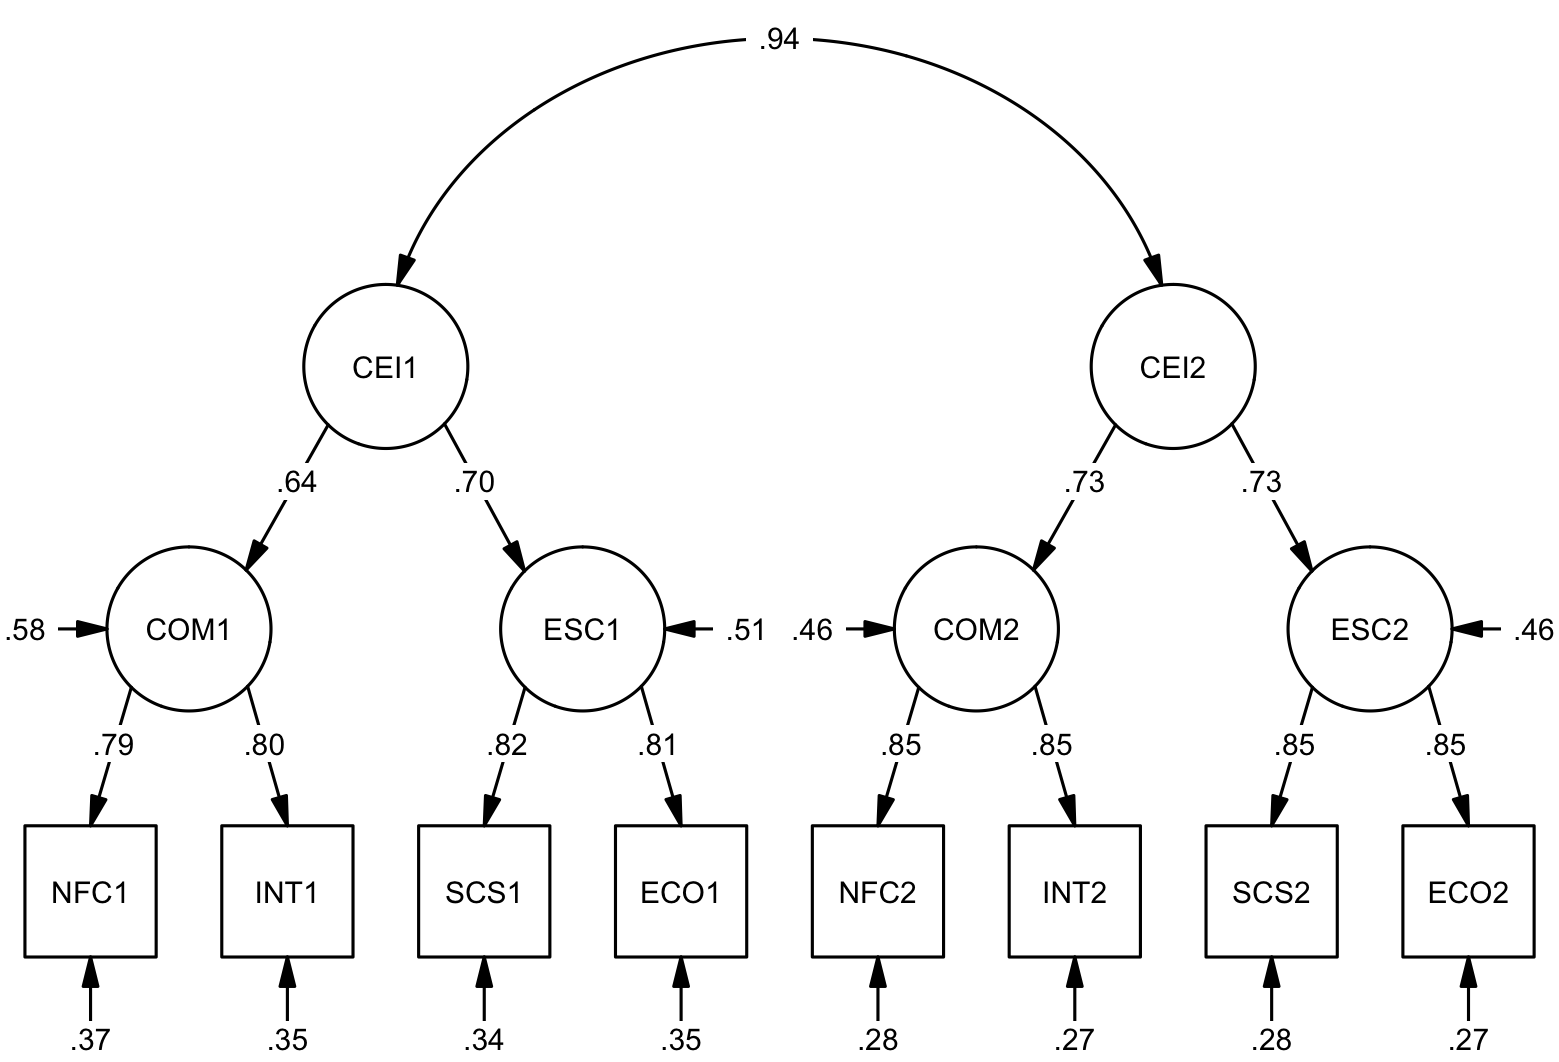 .94
CEI1 CEI2
.64 .70 .73 .73
.58 COM1 ESC1 .51 .46 COM2 ESC2 .46
.79 .80 .82 .81 .85 .85 .85 .85
NFC1 INT1 SCS1 ECO1 NFC2 INT2 SCS2 ECO2
.37 .35 .34 .35 .28 .27 .28 .27